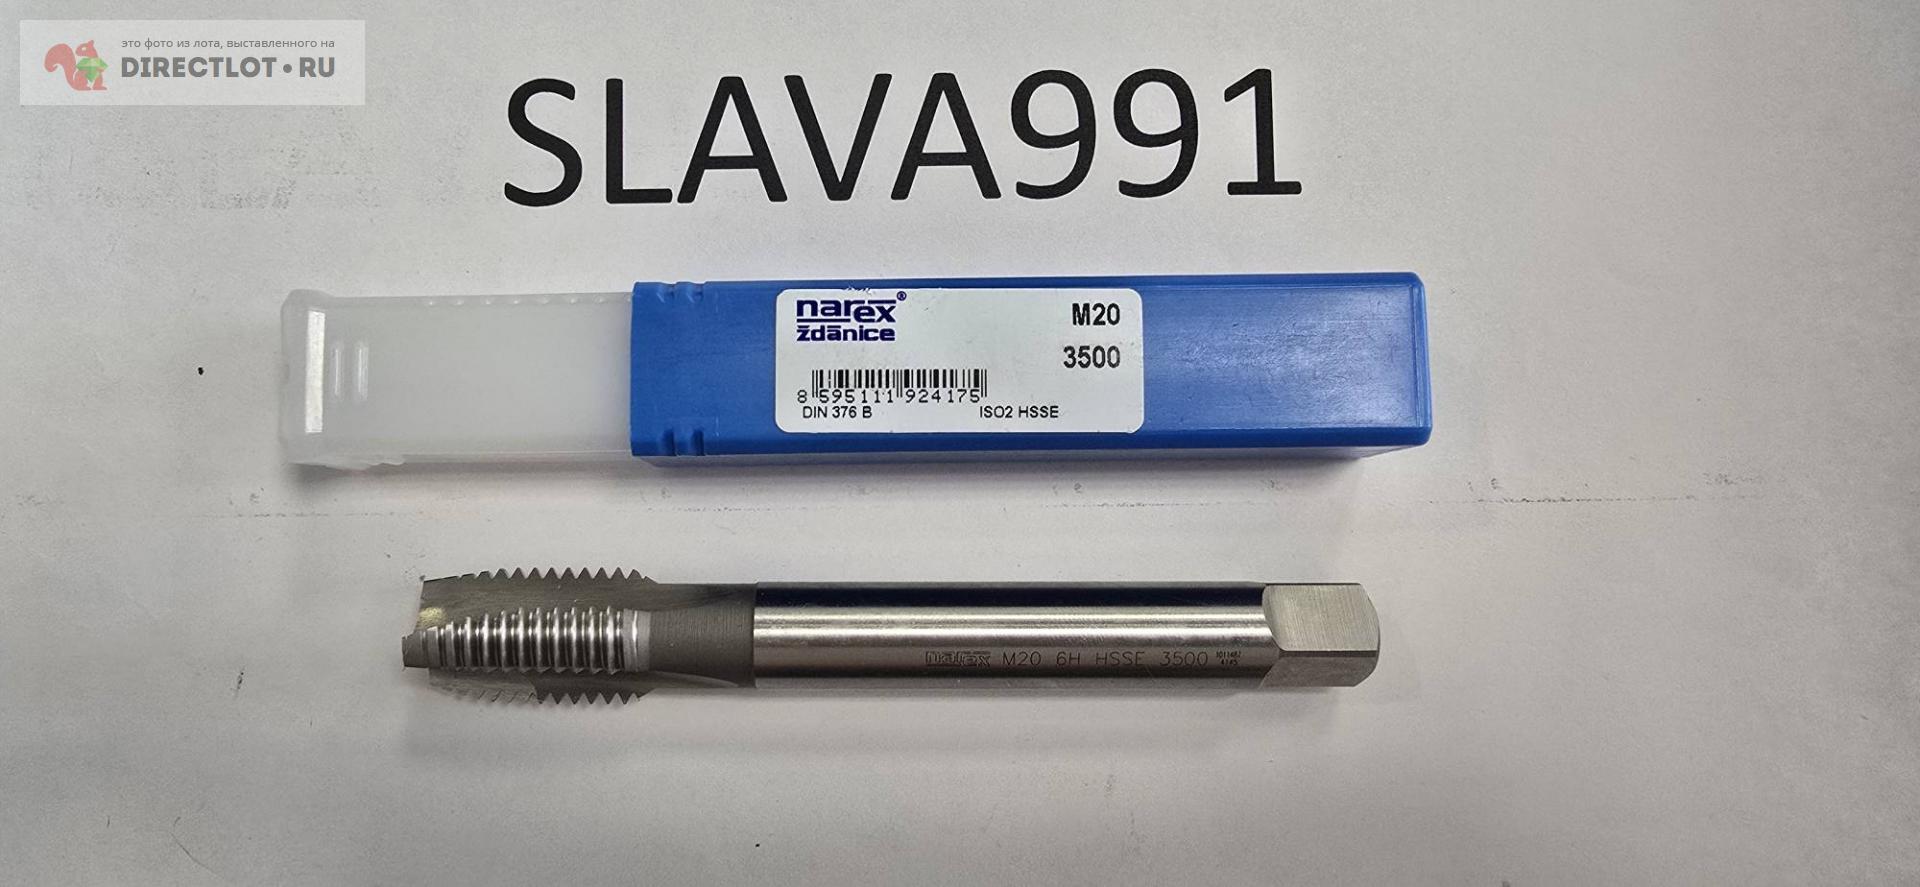 это фото из лота, выставленного на
DIRECTLOT.RU
SLAVA991
narex®
ždánice
M20
3500
8 595111 924175
DIN 376 B
ISO2 HSSE
narex M20 6H HSSE 3500